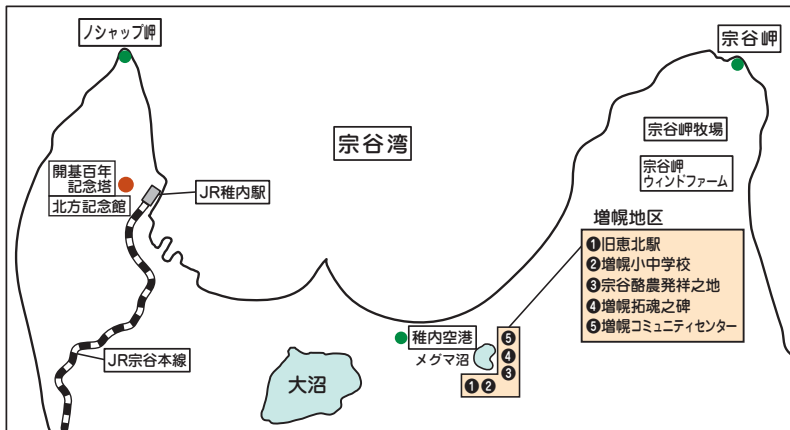 ノシャップ岬
宗谷岬
宗谷湾
宗谷岬牧場
宗谷岬
ウィンドファーム
開基百年
記念塔
北方記念館
JR稚内駅
増幌地区
❶旧恵北駅
❷増幌小中学校
❸宗谷酪農発祥之地
❹増幌拓魂之碑
❺増幌コミュニティセンター
稚内空港
メグマ沼
❺
❹
❸
❶❷
JR宗谷本線
大沼